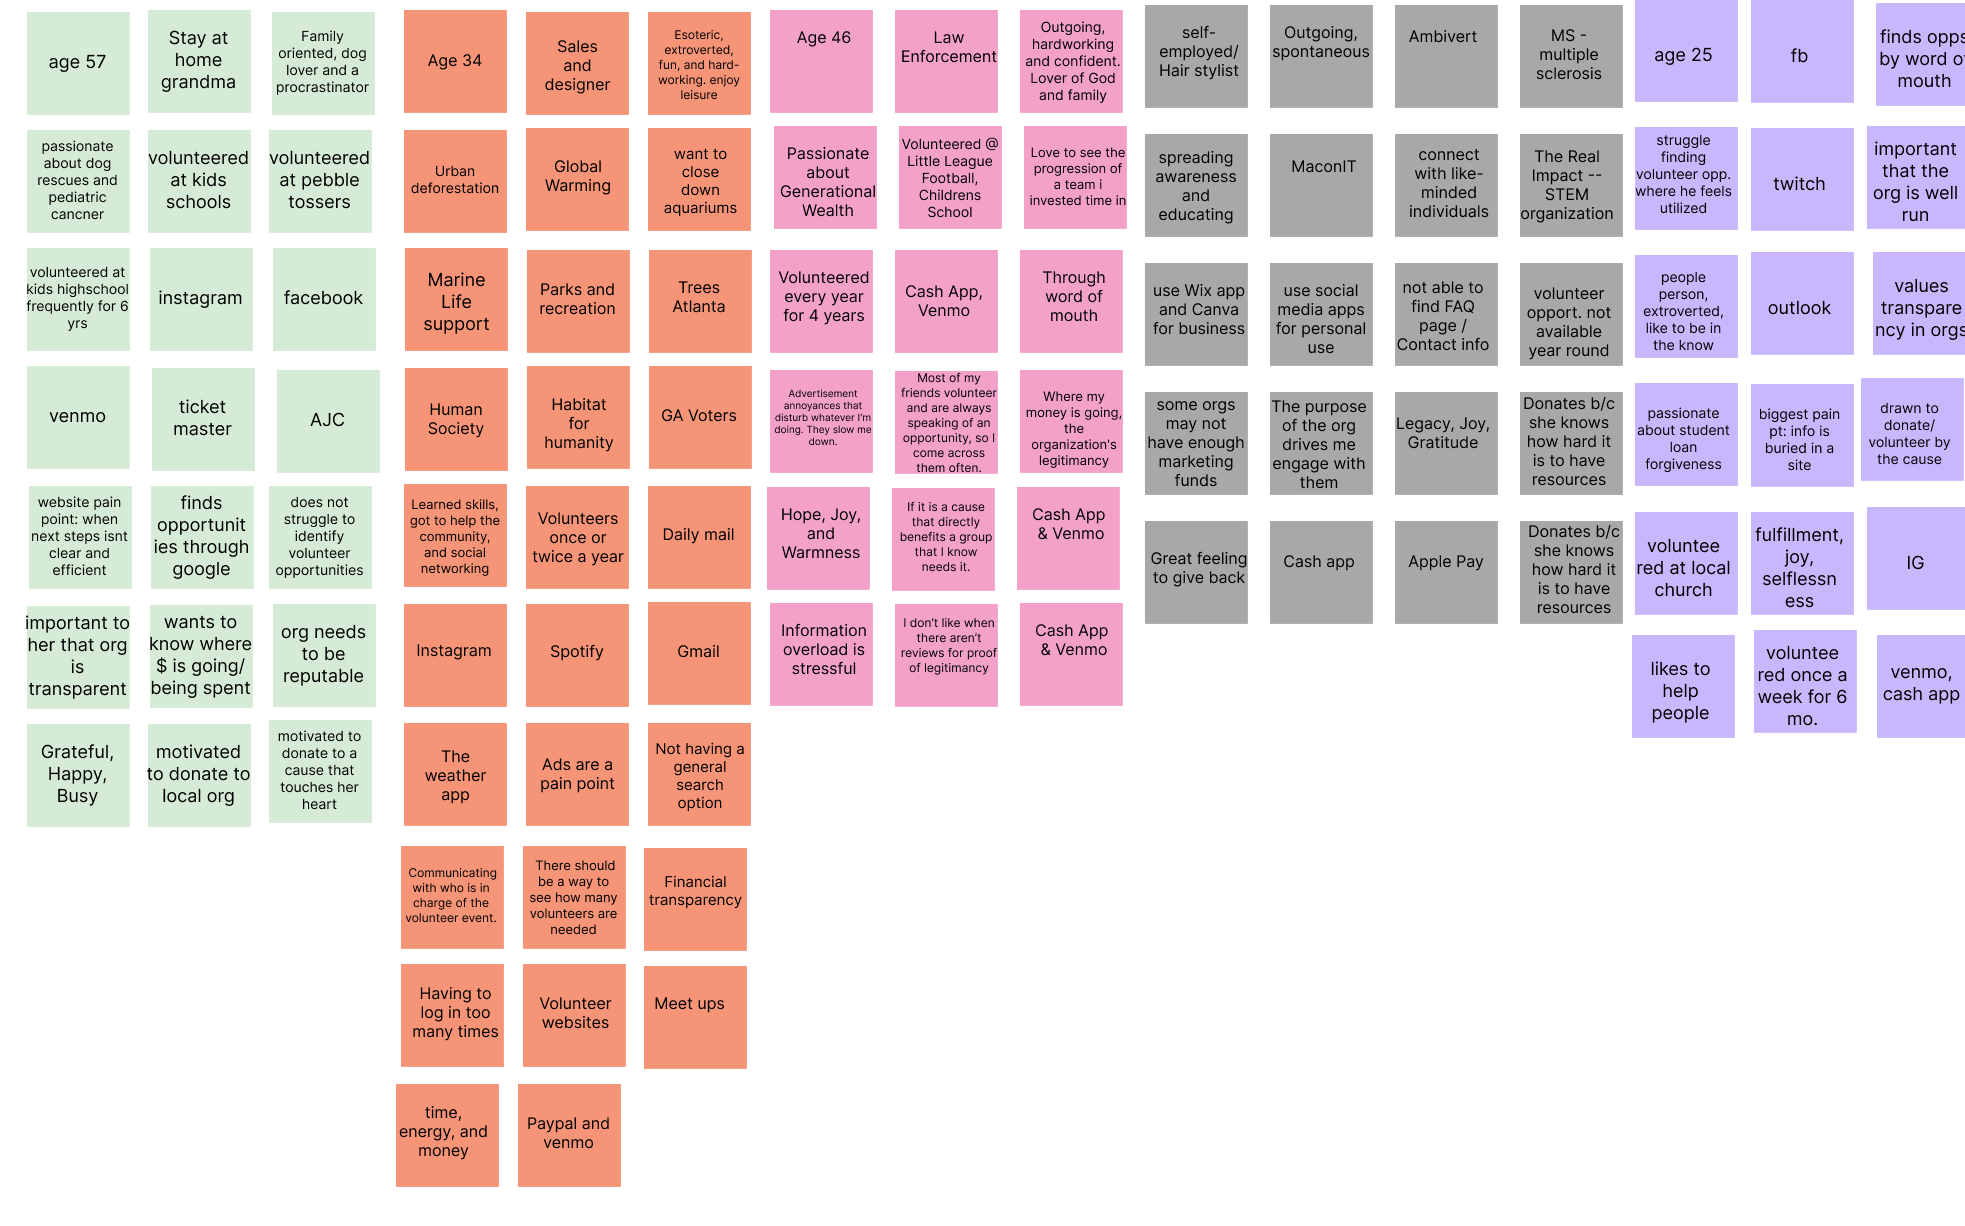 age 57
Stay at
home
grandma
Family
oriented, dog
lover and a
procrastinator
passionate
about dog
rescues and
pediatric
cancner
volunteered
at kids
schools
volunteered
at pebble
tossers
volunteered at
kids highschool
frequently for 6
yrs
instagram
facebook
venmo
ticket
master
AJC
website pain
point: when
next steps isnt
clear and
efficient
finds
opportunit
ies through
google
does not
struggle to
identify
volunteer
opportunities
important to
her that org
is
transparent
wants to
know where
$ is going/
being spent
org needs
to be
reputable
Grateful,
Happy,
Busy
motivated
to donate to
local org
motivated to
donate to a
cause that
touches her
heart
Age 34
Sales
and
designer
Esoteric,
extroverted,
fun, and hard-
working. enjoy
leisure
Urban
deforestation
Global
Warming
want to
close
down
aquariums
Marine
Life
support
Parks and
recreation
Trees
Atlanta
Human
Society
Habitat
for
humanity
GA Voters
Learned skills,
got to help the
community,
and social
networking
Volunteers
once or
twice a year
Daily mail
Instagram
Spotify
Gmail
The
weather
app
Ads are a
pain point
Not having a
general
search
option
Communicating
with who is in
charge of the
volunteer event.
There should
be a way to
see how many
volunteers are
needed
Financial
transparency
Having to
log in too
many times
Volunteer
websites
Meet ups
time,
energy, and
money
Paypal and
venmo
Age 46
Law
Enforcement
Outgoing,
hardworking
and confident.
Lover of God
and family
Passionate
about
Generational
Wealth
Volunteered @
Little League
Football,
Childrens
School
Love to see the
progression of
a team i
invested time in
Volunteered
every year
for 4 years
Cash App,
Venmo
Through
word of
mouth
Advertisement
annoyances that
disturb whatever I'm
doing. They slow me
down.
Most of my
friends volunteer
and are always
speaking of an
opportunity, so I
come across
them often.
Where my
money is going,
the
organization's
legitimancy
Hope, Joy,
and
Warmness
If it is a cause
that directly
benefits a group
that I know
needs it.
Cash App
& Venmo
Information
overload is
stressful
I don't like when
there aren't
reviews for proof
of legitimancy
Cash App
& Venmo
self-
employed/
Hair stylist
Outgoing,
spontaneous
Ambivert
MS -
multiple
sclerosis
spreading
awareness
and
educating
MaconIT
connect
with like-
minded
individuals
The Real
Impact --
STEM
organization
use Wix app
and Canva
for business
use social
media apps
for personal
use
not able to
find FAQ
page /
Contact info
volunteer
opport. not
available
year round
some orgs
may not
have enough
marketing
funds
The purpose
of the org
drives me
engage with
them
Legacy, Joy,
Gratitude
Donates b/c
she knows
how hard it
is to have
resources
Great feeling
to give back
Cash app
Apple Pay
Donates b/c
she knows
how hard it
is to have
resources
age 25
fb
finds opps
by word of
mouth
struggle
finding
volunteer opp.
where he feels
utilized
twitch
important
that the
org is well
run
people
person,
extroverted,
like to be in
the know
outlook
values
transpare
ncy in orgs
passionate
about student
loan
forgiveness
biggest pain
pt: info is
buried in a
site
drawn to
donate/
volunteer by
the cause
voluntee
red at local
church
fulfillment,
joy,
selflessn
ess
IG
likes to
help
people
voluntee
red once a
week for 6
mo.
venmo,
cash app